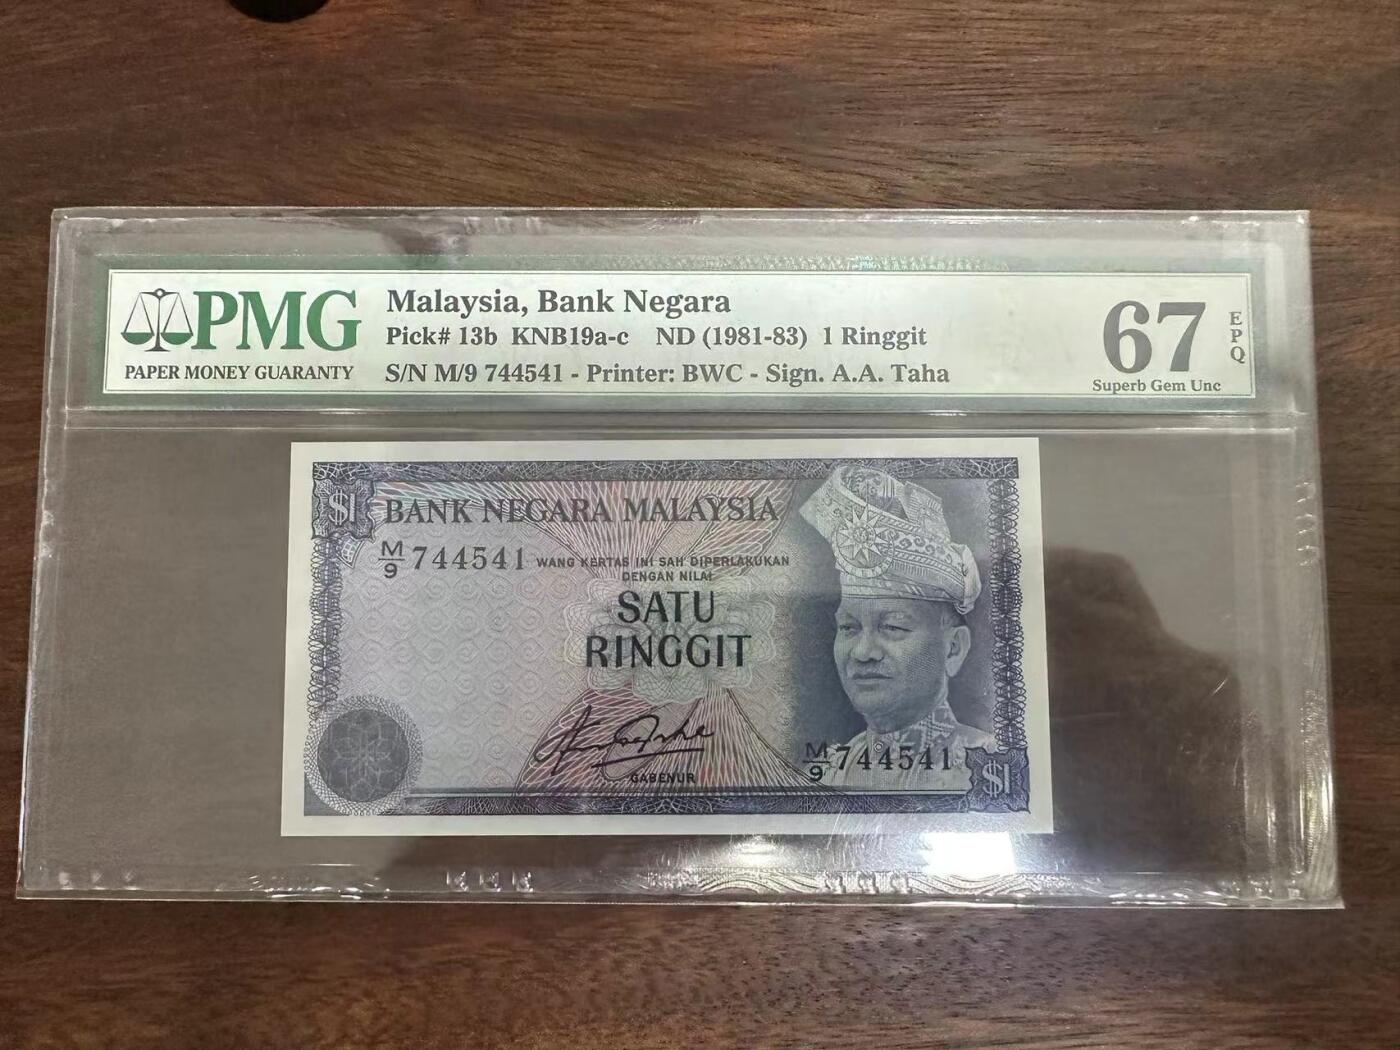 PMG
PAPER MONEY GUARANTY
Malaysia, Bank Negara
Pick# 13b KNB19a-c ND (1981-83) 1 Ringgit
S/N M/9 744541 - Printer: BWC - Sign. A.A. Taha
67
EPQ
Superb Gem Unc
$1
BANK NEGARA MALAYSIA
M/9 744541
WANG KERTAS INI SAH DIPERLAKUKAN
DENGAN NILAI
SATU
RINGGIT
GABENUR
M/9 744541
$1